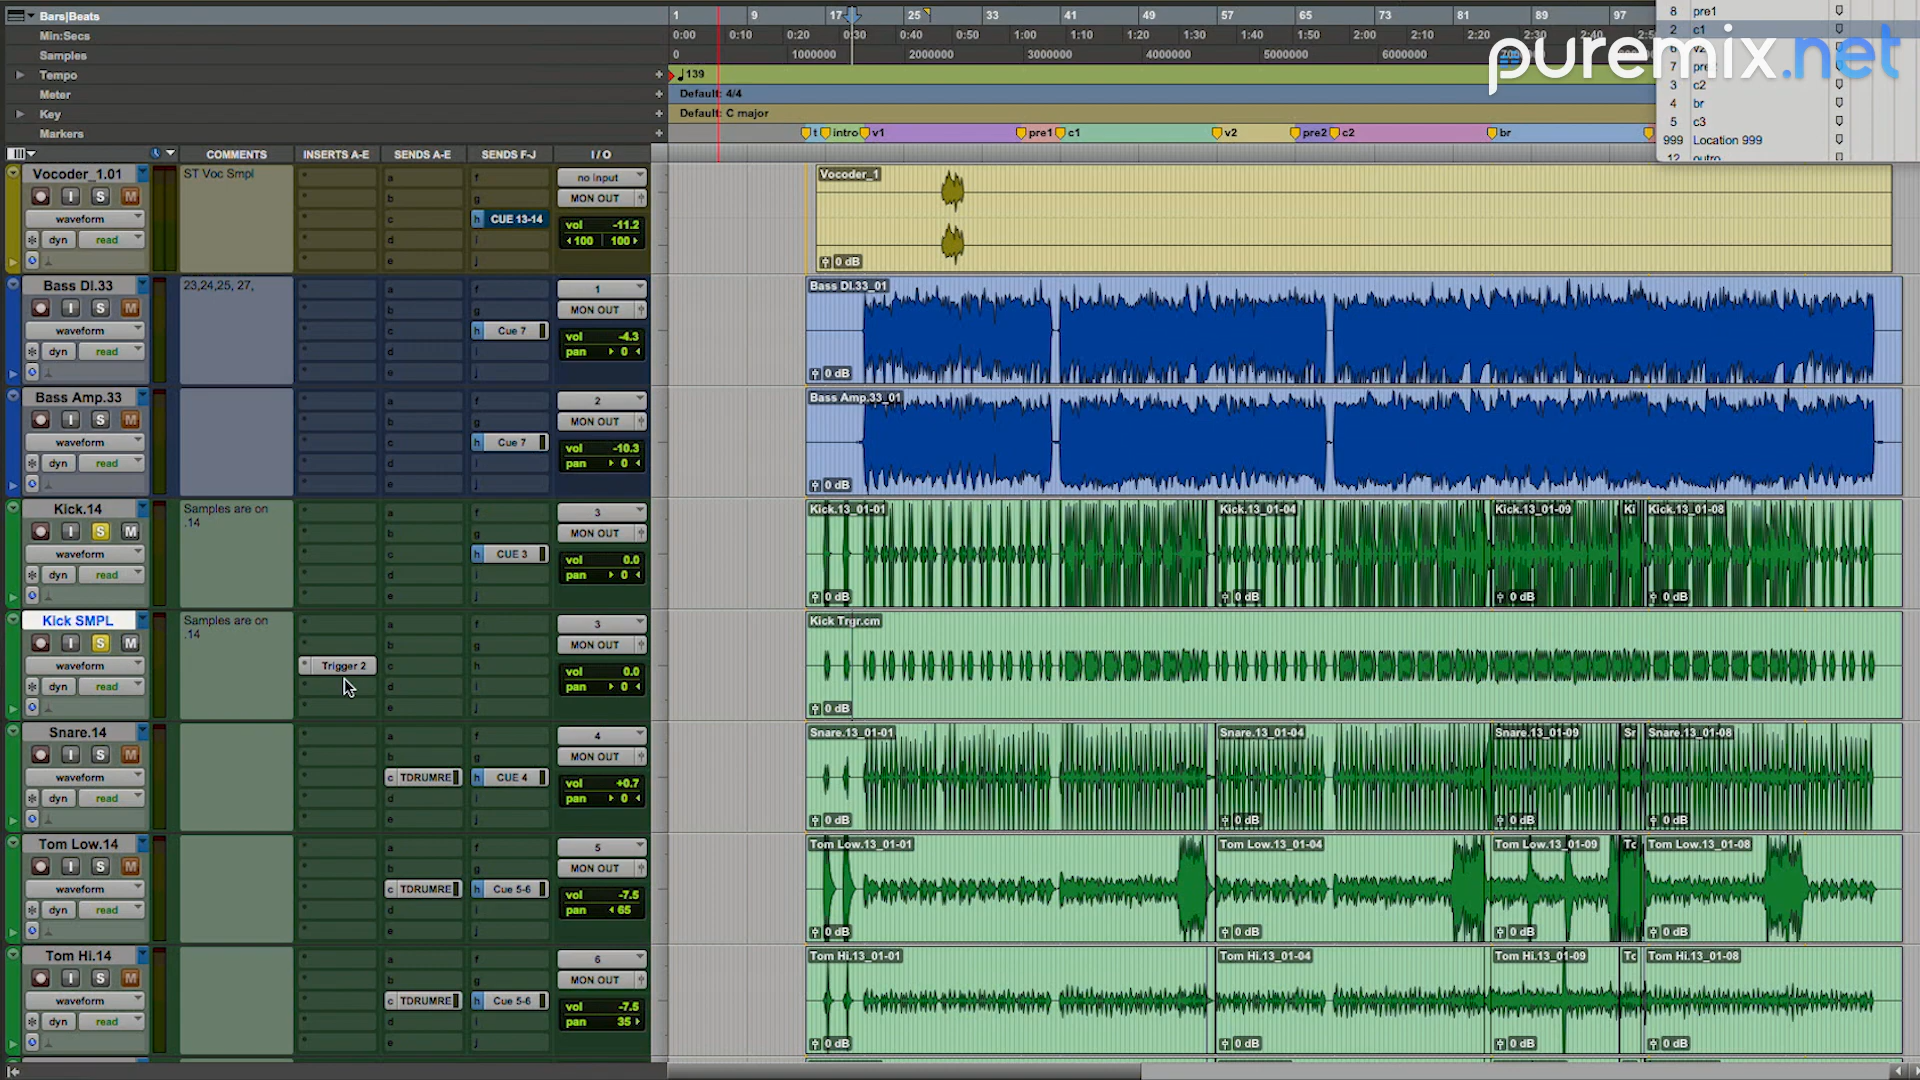 Bars|Beats 1 9 17 25 33 41 49 57 65 73 81 89 97
Min:Secs 0:00 0:10 0:20 0:30 0:40 0:50 1:00 1:10 1:20 1:30 1:40 1:50 2:00 2:10 2:20 2:30 2:40
Samples 0 1000000 2000000 3000000 4000000 5000000 6000000
Tempo 139
Meter Default: 4/4
Key Default: C major
Markers t intro v1 pre1 c1 v2 pre2 c2 br
8 pre1
2 c1
6 v2
7 pre2
3 c2
4 br
5 c3
999 Location 999
12 outro
puremix.net
COMMENTS INSERTS A-E SENDS A-E SENDS F-J I / O
Vocoder_1.01 ST Voc Smpl a f no Input Vocoder_1
I S M b g MON OUT
waveform c h CUE 13-14 vol -11.2
dyn read d i 100 100
e j 0 dB
Bass DI.33 23,24,25, 27, a f 1 Bass DI.33_01
I S M b g MON OUT
waveform c h Cue 7 vol -4.3
dyn read d i pan 0
e j 0 dB
Bass Amp.33 a f 2 Bass Amp.33_01
I S M b g MON OUT
waveform c h Cue 7 vol -10.3
dyn read d i pan 0
e j 0 dB
Kick.14 Samples are on a f 3 Kick.13_01-01 Kick.13_01-04 Kick.13_01-09 Ki Kick.13_01-08
.14
I S M b g MON OUT
waveform c h CUE 3 vol 0.0
dyn read d i pan 0
e j 0 dB 0 dB 0 dB 0 dB
Kick SMPL Samples are on a f 3 Kick Trgr.cm
.14
I S M b g MON OUT
waveform Trigger 2 c h vol 0.0
dyn read d i pan 0
e j 0 dB
Snare.14 a f 4 Snare.13_01-01 Snare.13_01-04 Snare.13_01-09 Sr Snare.13_01-08
I S M b g MON OUT
waveform c TDRUMRE h CUE 4 vol +0.7
dyn read d i pan 0
e j 0 dB 0 dB 0 dB 0 dB
Tom Low.14 a f 5 Tom Low.13_01-01 Tom Low.13_01-04 Tom Low.13_01-09 Tc Tom Low.13_01-08
I S M b g MON OUT
waveform c TDRUMRE h Cue 5-6 vol -7.5
dyn read d i pan 65
e j 0 dB 0 dB 0 dB 0 dB
Tom Hi.14 a f 6 Tom Hi.13_01-01 Tom Hi.13_01-04 Tom Hi.13_01-09 Tc Tom Hi.13_01-08
I S M b g MON OUT
waveform c TDRUMRE h Cue 5-6 vol -7.5
dyn read d i pan 35
e j 0 dB 0 dB 0 dB 0 dB